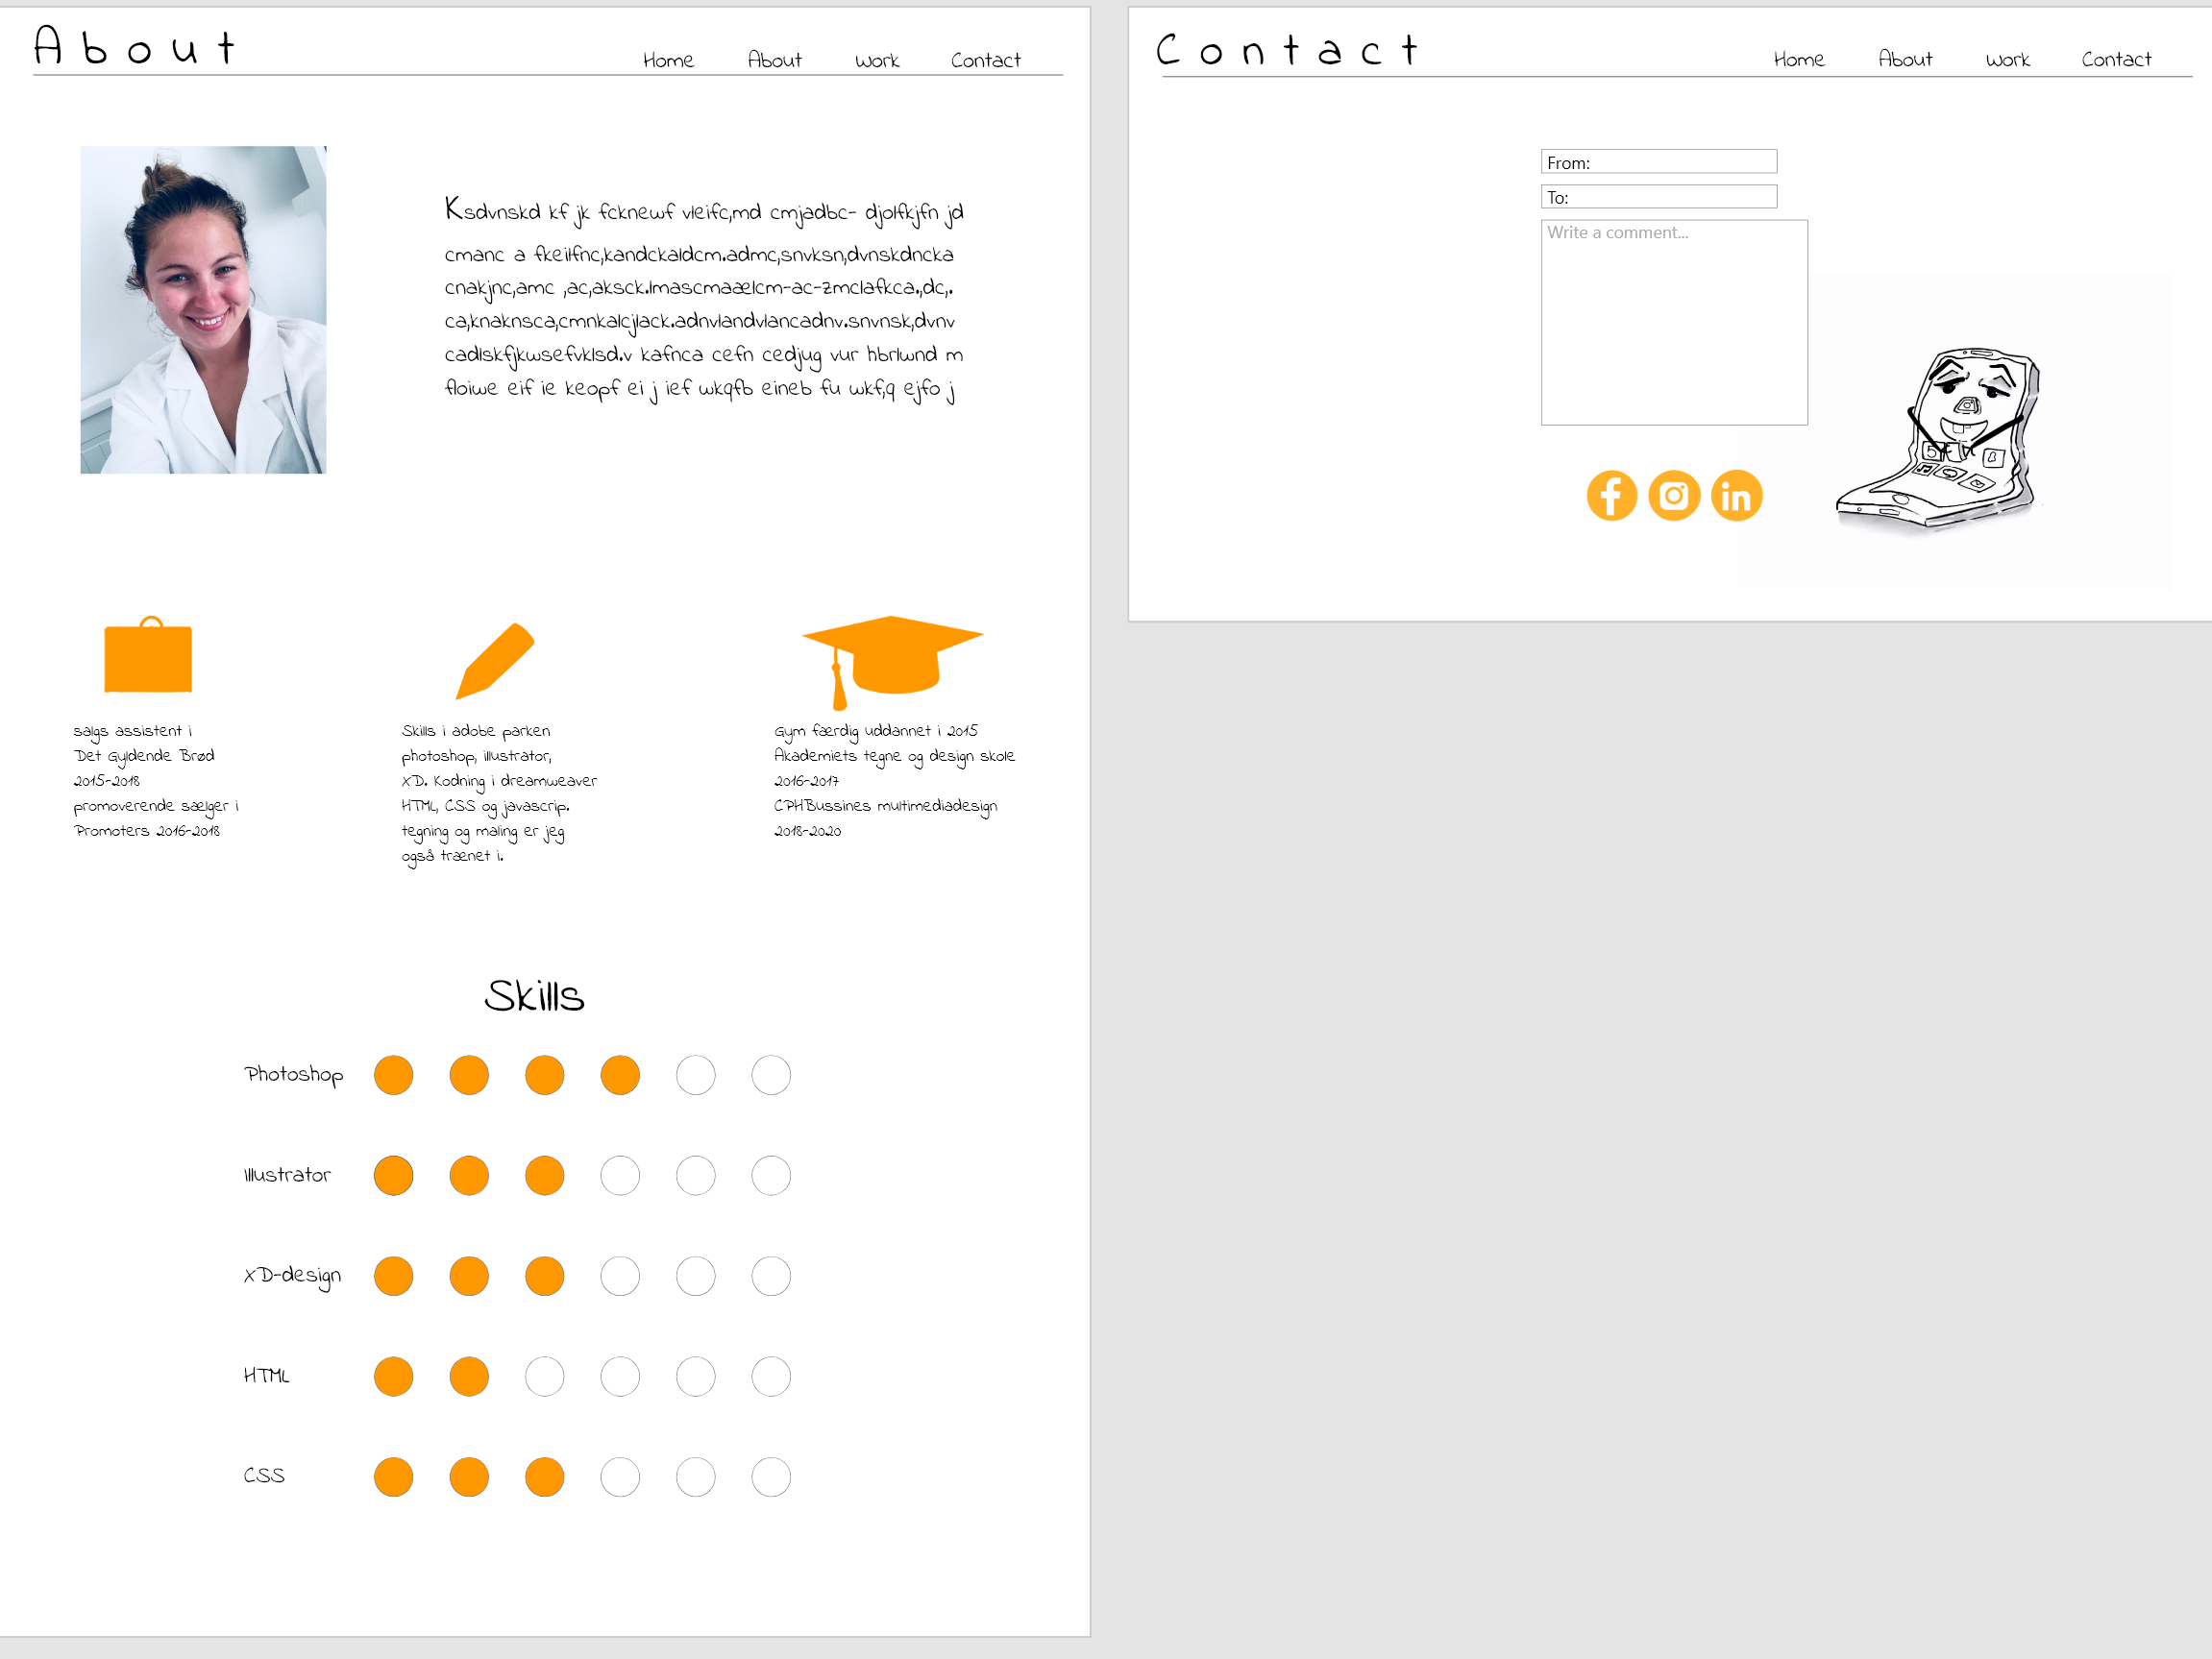 About
Home About Work Contact
Ksdvnskd kf jk fcknewf vleifc,md cmjadbc- djolfkjfn jd
cmanc a fkeilfnc,kandckaldcm.admc,snvksn,dvnskdncka
cnakjnc,amc ,ac,aksck.lmascmaælcm-ac-zmclafkca.,dc,.
ca,knaknsca,cmnkalcjlack.adnvlandvlancadnv.snvnsk,dvnv
cadlskfjkwsefvklsd.v kafnca cefn cedjug vur hbrlwnd m
floiwe eif ie keopf ei j ief wkqfb eineb fu wkf,q ejfo j
salgs assistent i
Det Gyldende Brød
2015-2018
promoverende sælger i
Promoters 2016-2018
Skills i adobe parken
photoshop, illustrator,
XD. Kodning i dreamweaver
HTML, CSS og javascrip.
tegning og maling er jeg
også trænet i.
Gym færdig uddannet i 2015
Akademiets tegne og design skole
2016-2017
CPHBussines multimediadesign
2018-2020
Skills
Photoshop
Illustrator
XD-design
HTML
CSS
Contact
Home About Work Contact
From:
To:
Write a comment...